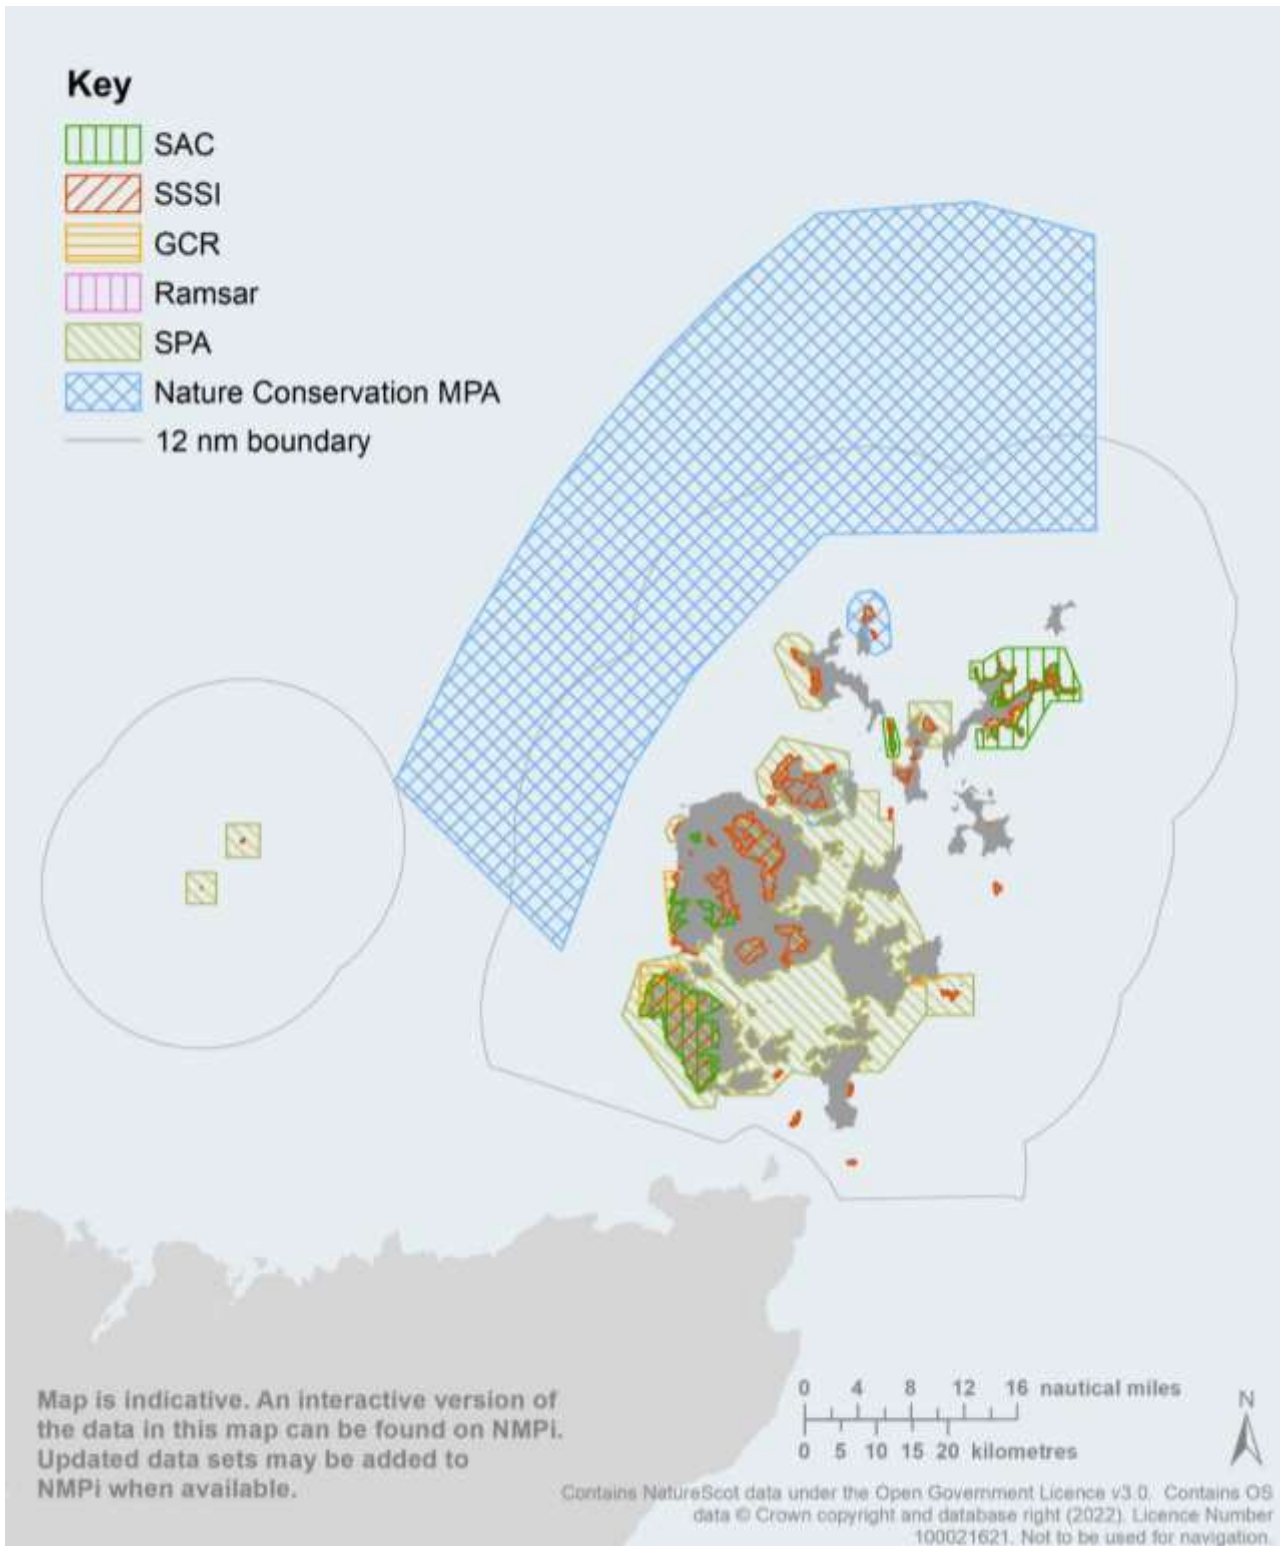 Key
SAC
SSSI
GCR
Ramsar
SPA
Nature Conservation MPA
12 nm boundary
Map is indicative. An interactive version of
the data in this map can be found on NMPi.
Updated data sets may be added to
NMPi when available.
0 4 8 12 16 nautical miles
0 5 10 15 20 kilometres
N
Contains NatureScot data under the Open Government Licence v3.0. Contains OS
data © Crown copyright and database right (2022). Licence Number
100021621. Not to be used for navigation.